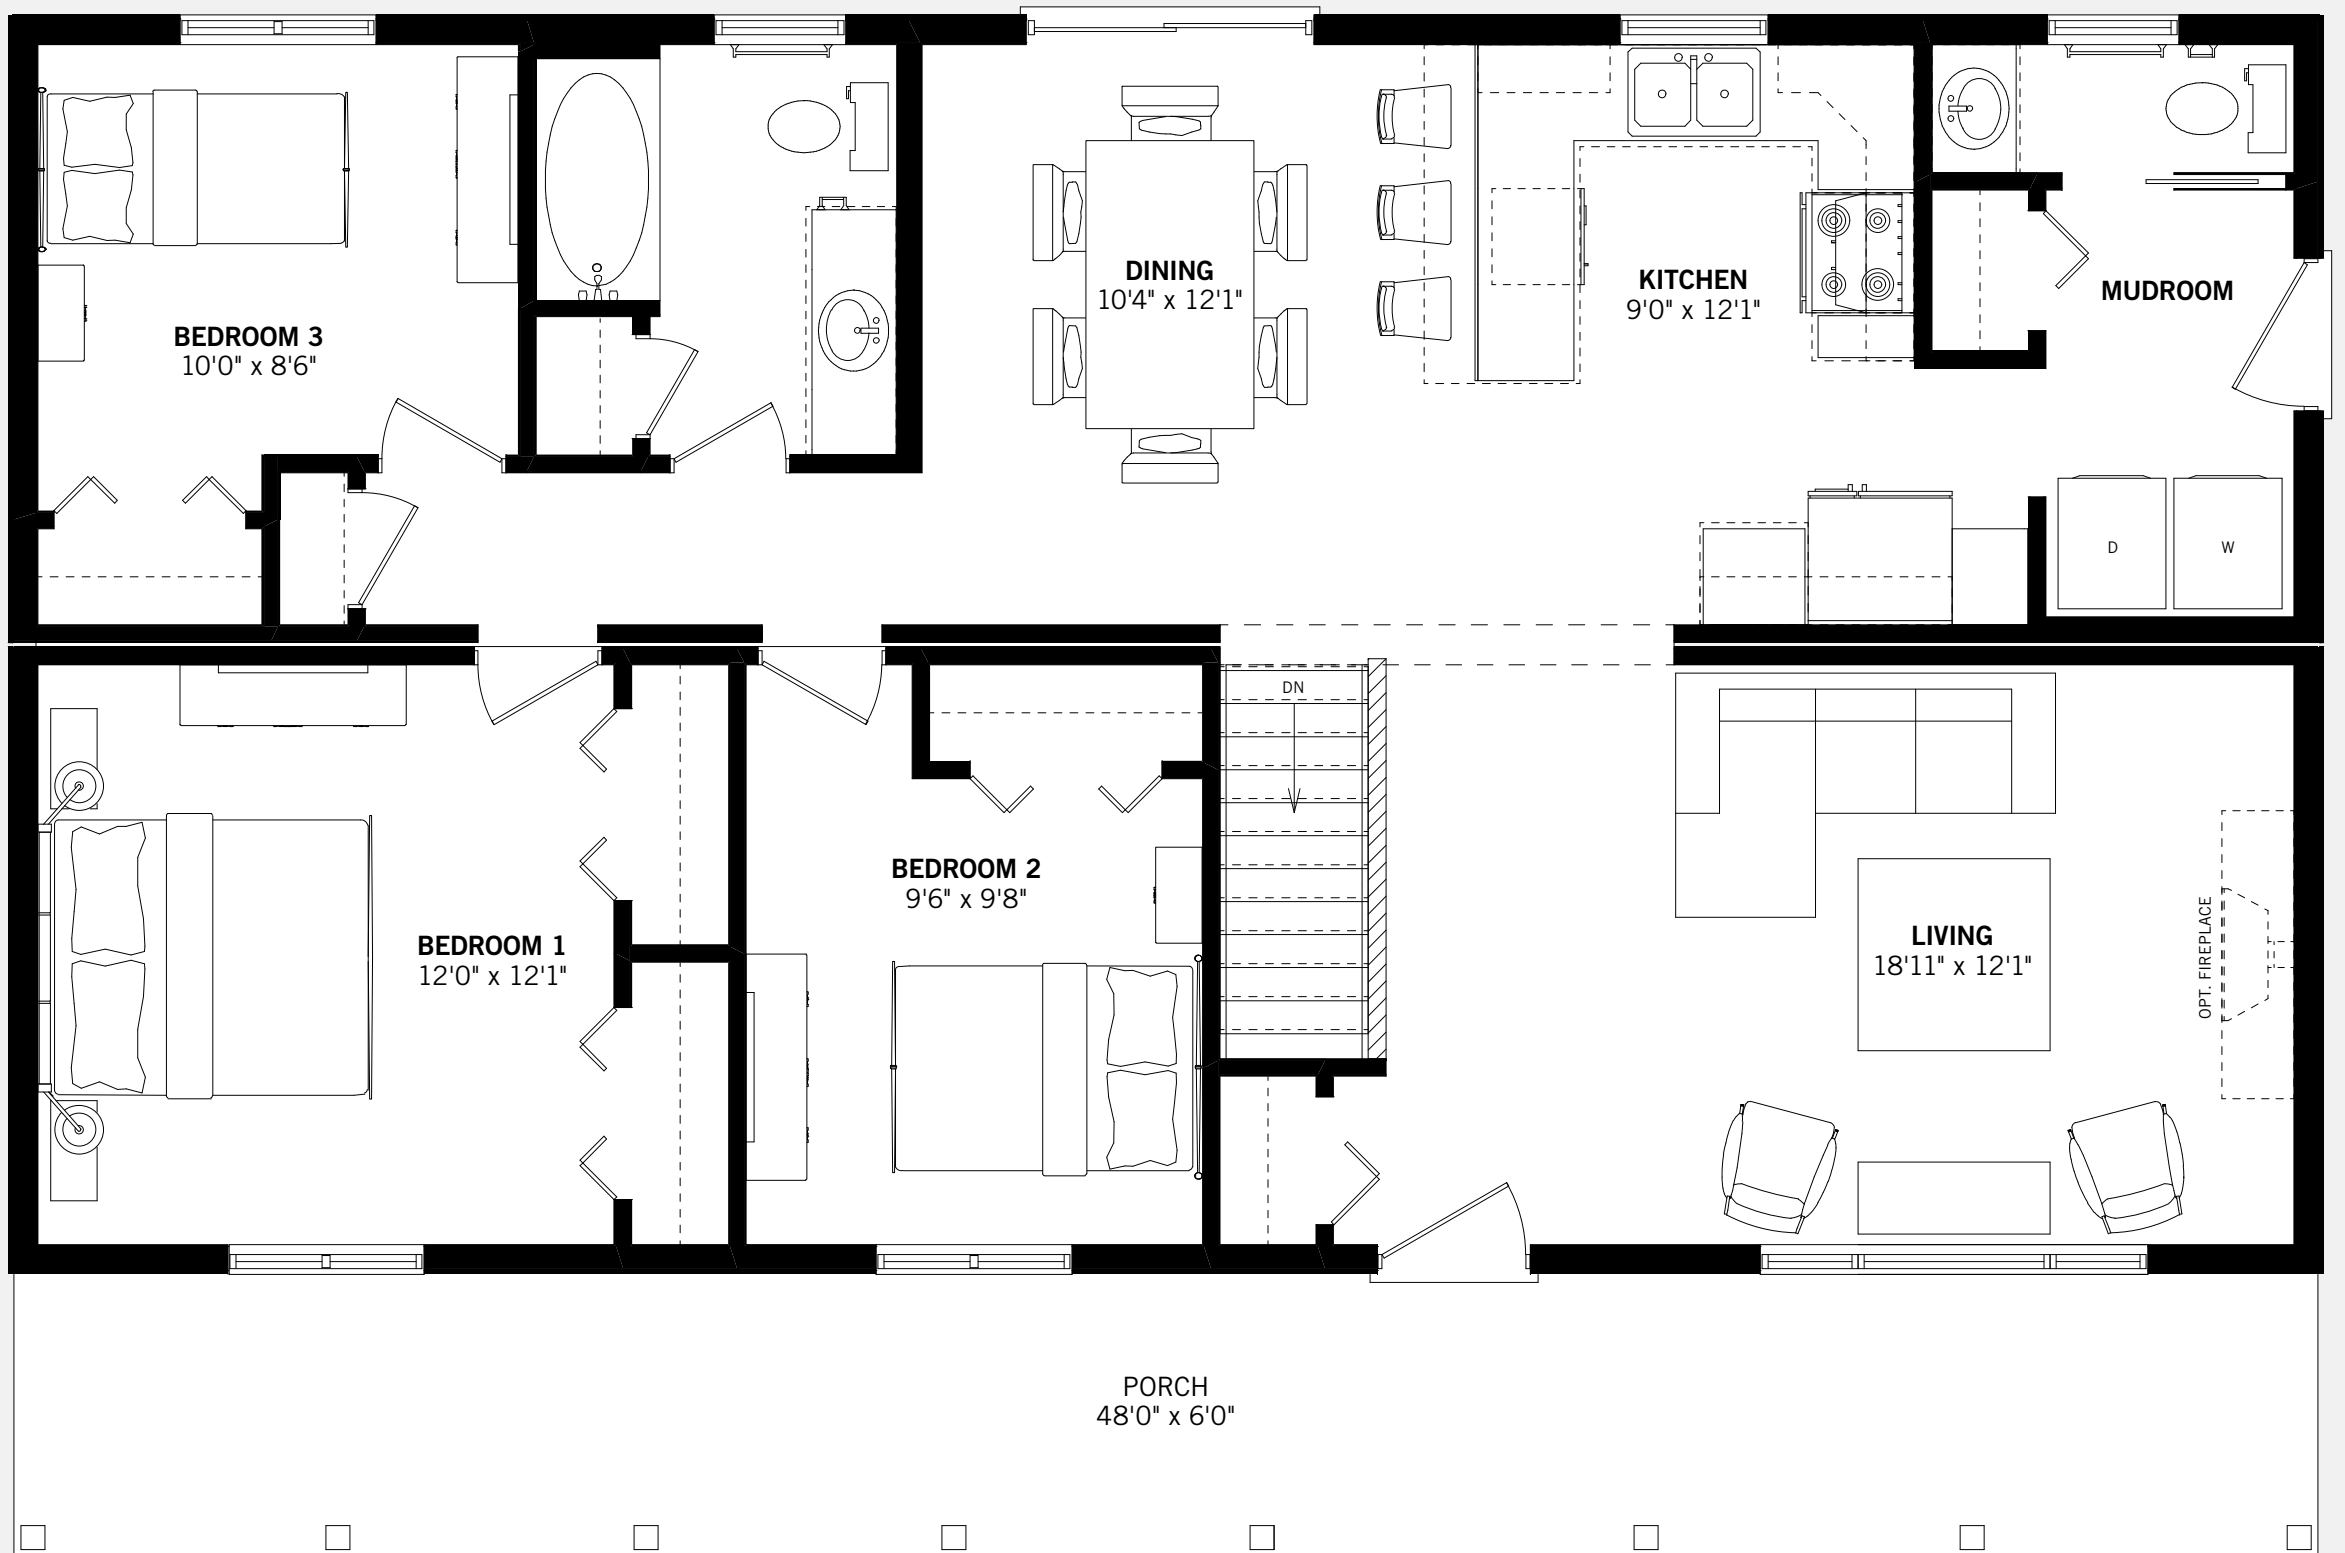 DINING
10'4" x 12'1"
KITCHEN
9'0" x 12'1"
MUDROOM
BEDROOM 3
10'0" x 8'6"
D
W
DN
BEDROOM 2
9'6" x 9'8"
BEDROOM 1
12'0" x 12'1"
LIVING
18'11" x 12'1"
OPT. FIREPLACE
PORCH
48'0" x 6'0"